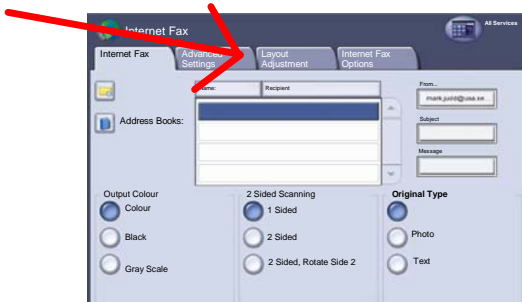 Internet Fax
All Services
Internet Fax
Advanced
Settings
Layout
Adjustment
Internet Fax
Options
Name:
Recipient
From...
mark.judd@usa.xe...
Address Books:
Subject
Message
Output Colour
2 Sided Scanning
Original Type
Colour
1 Sided
Black
2 Sided
Photo
Gray Scale
2 Sided, Rotate Side 2
Text